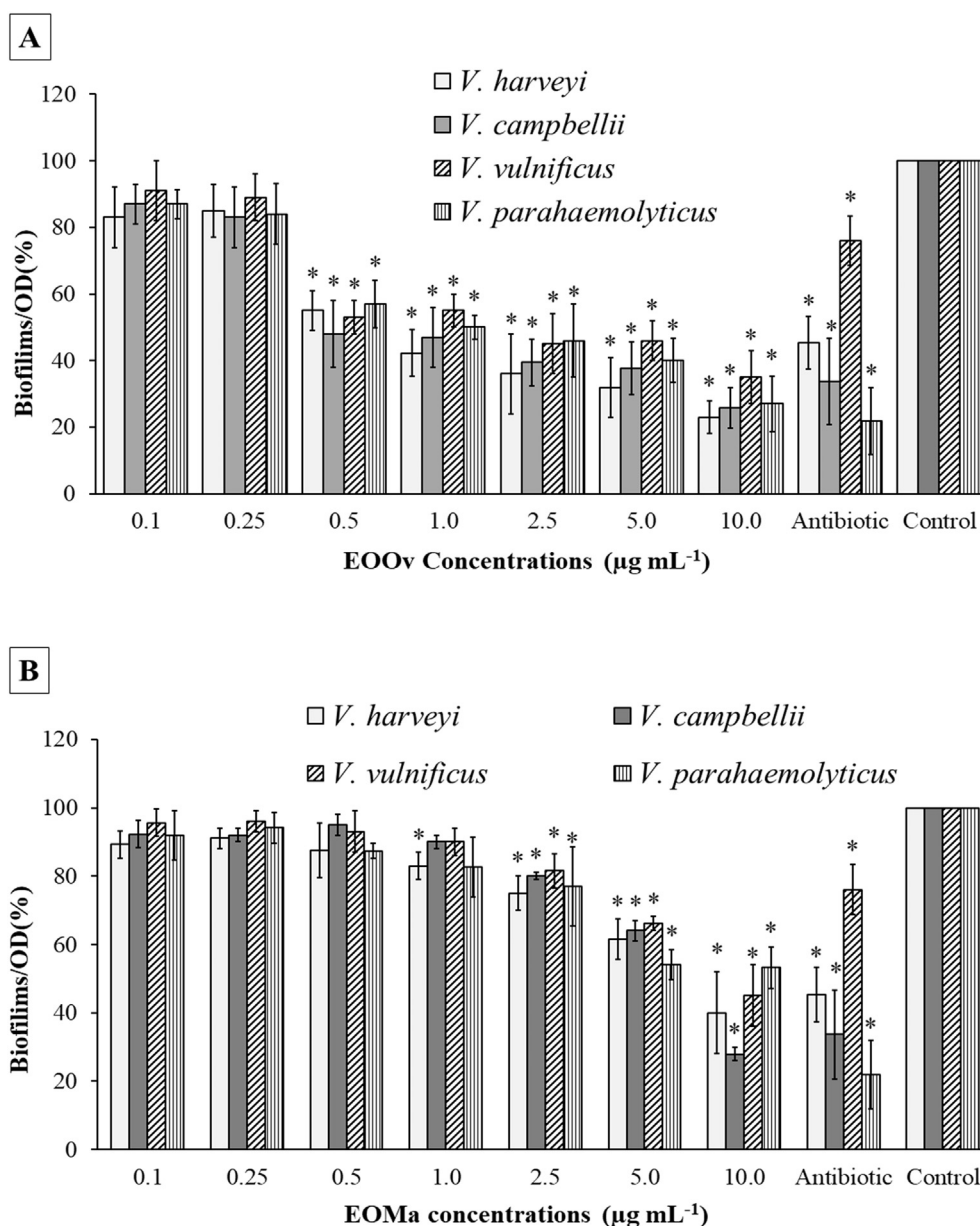 A
V. harveyi
V. campbellii
V. vulnificus
V. parahaemolyticus
120
100
80
60
40
20
0
Biofilims/OD(%)
* * * * * * * * * * * * * * * * * * * * * * * *
0.1 0.25 0.5 1.0 2.5 5.0 10.0 Antibiotic Control
EOOv Concentrations (µg mL⁻¹)
B
V. harveyi V. campbellii
V. vulnificus V. parahaemolyticus
120
100
80
60
40
20
0
Biofilims/OD(%)
* * * * * * * * * * * * * * * * *
0.1 0.25 0.5 1.0 2.5 5.0 10.0 Antibiotic Control
EOMa concentrations (µg mL⁻¹)